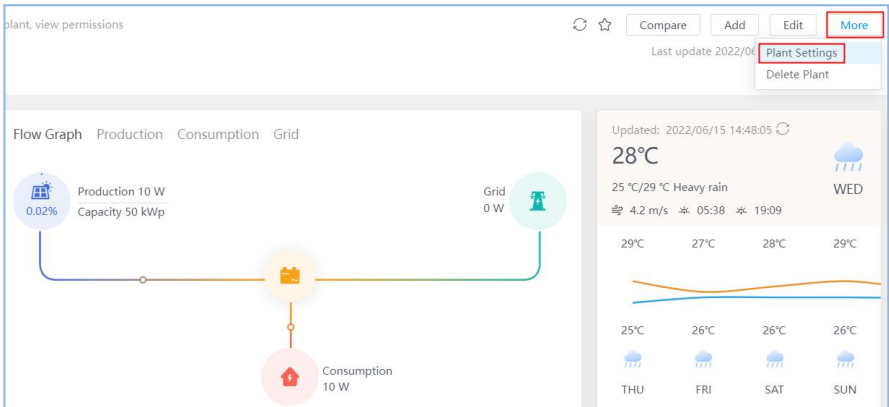 plant, view permissions
Compare Add Edit More
Last update 2022/06
Plant Settings
Delete Plant
Flow Graph Production Consumption Grid
Production 10 W
0.02% Capacity 50 kWp
Grid
0 W
Consumption
10 W
Updated: 2022/06/15 14:48:05
28℃
25 ℃/29 ℃ Heavy rain
WED
4.2 m/s 05:38 19:09
29℃ 27℃ 28℃ 29℃
25℃ 26℃ 26℃ 26℃
THU FRI SAT SUN